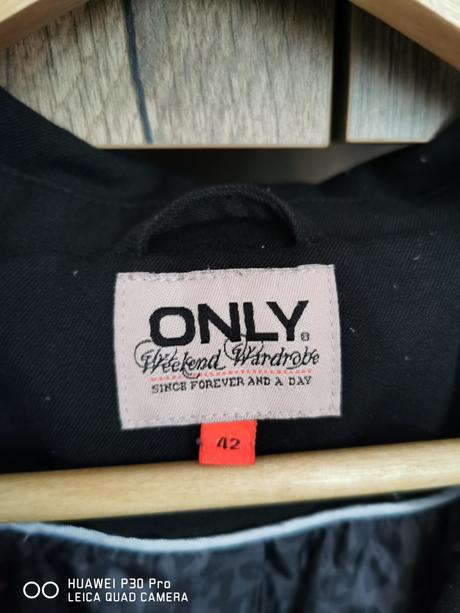 ONLY®
Weekend Wardrobe
SINCE FOREVER AND A DAY
42
HUAWEI P30 Pro
LEICA QUAD CAMERA